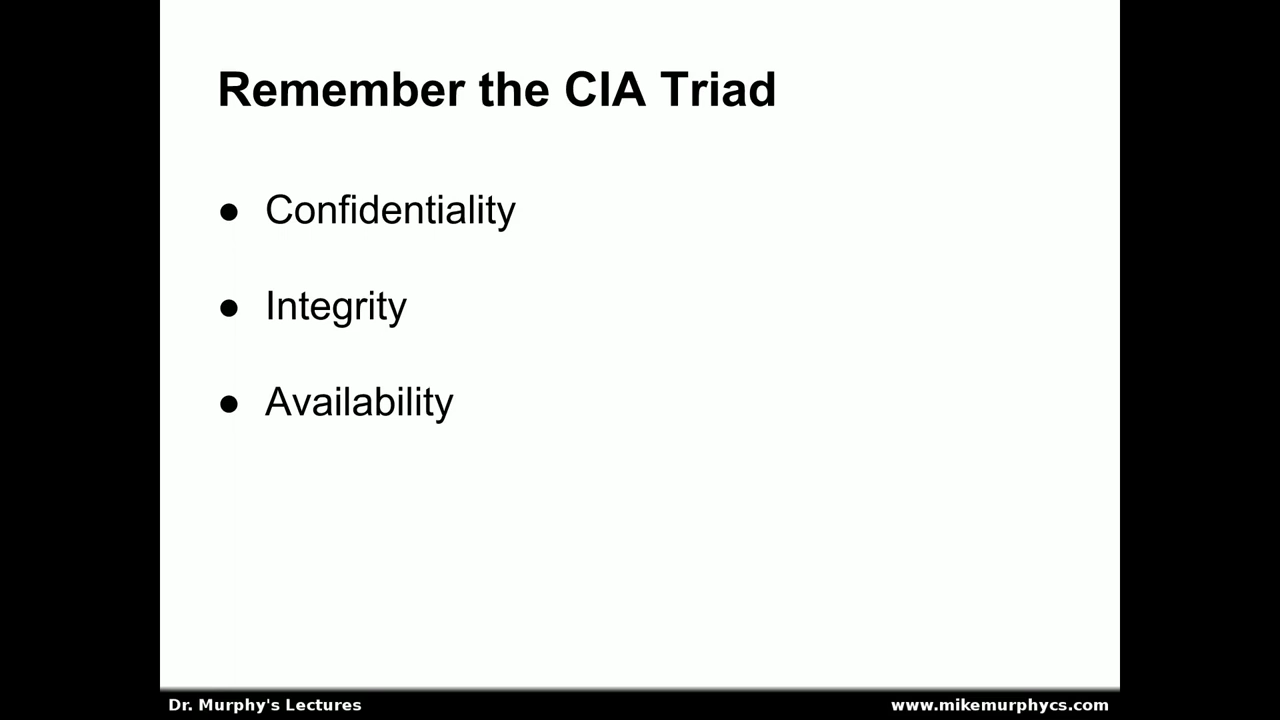 Remember the CIA Triad
● Confidentiality
● Integrity
● Availability
Dr. Murphy's Lectures
www.mikemurphycs.com